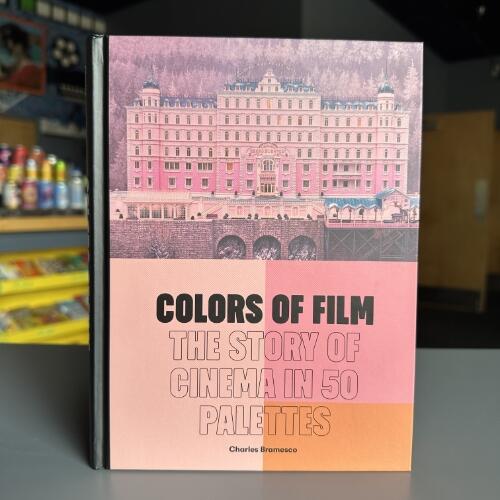 COLORS OF FILM
THE STORY OF
CINEMA IN 50
PALETTES
Charles Bramesco